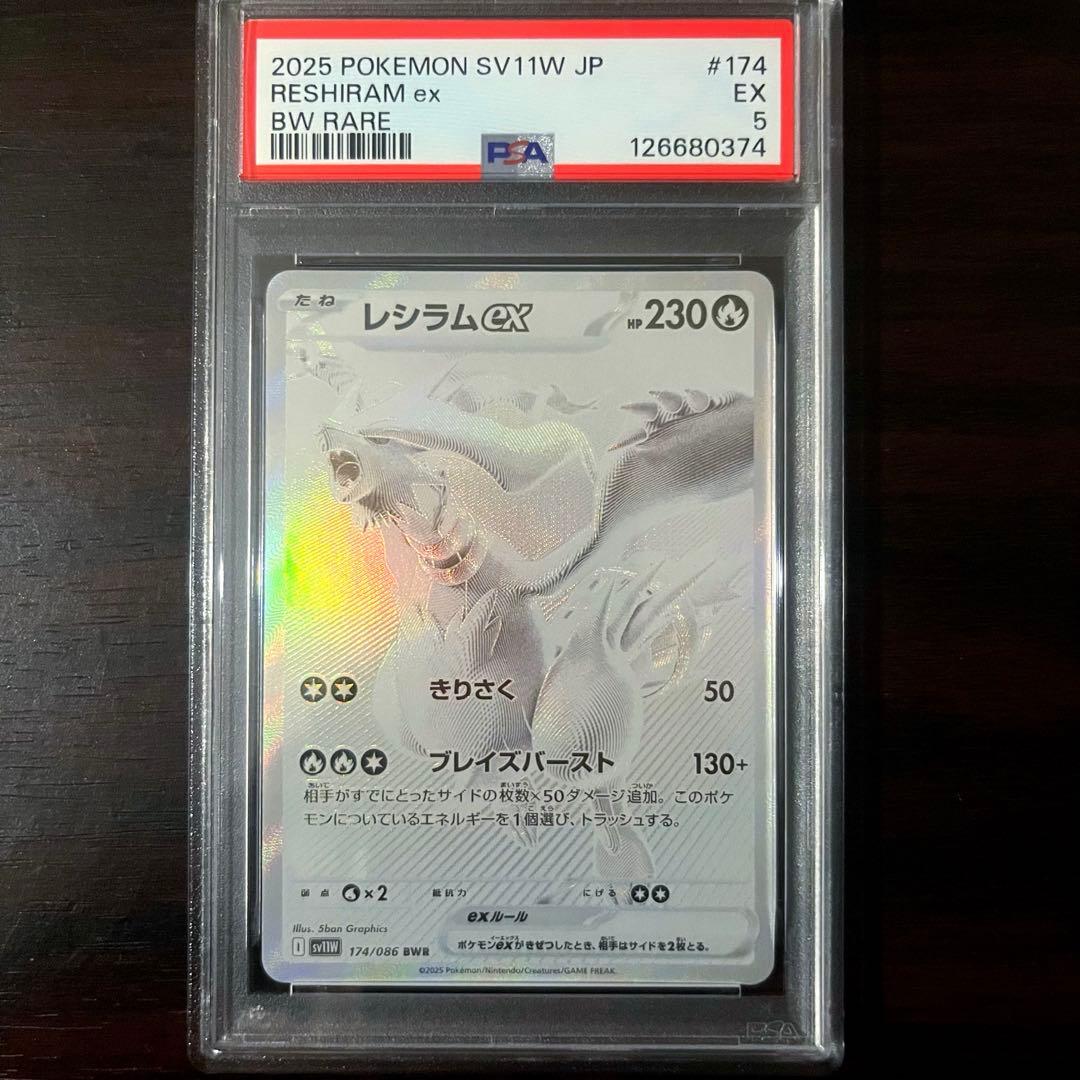 2025 POKEMON SV11W JP #174
RESHIRAM ex EX
BW RARE 5
PSA 126680374
たね レシラムex HP230
きりさく 50
ブレイズバースト 130+
相手がすでにとったサイドの枚数×50ダメージ追加。このポケ
モンについているエネルギーを1個選び、トラッシュする。
弱点 ×2 抵抗力 にげる
exルール
Illus. 5ban Graphics
ポケモンexがきぜつしたとき、相手はサイドを2枚とる。
I sv11W 174/086 BWR
©2025 Pokémon/Nintendo/Creatures/GAME FREAK.
PSA